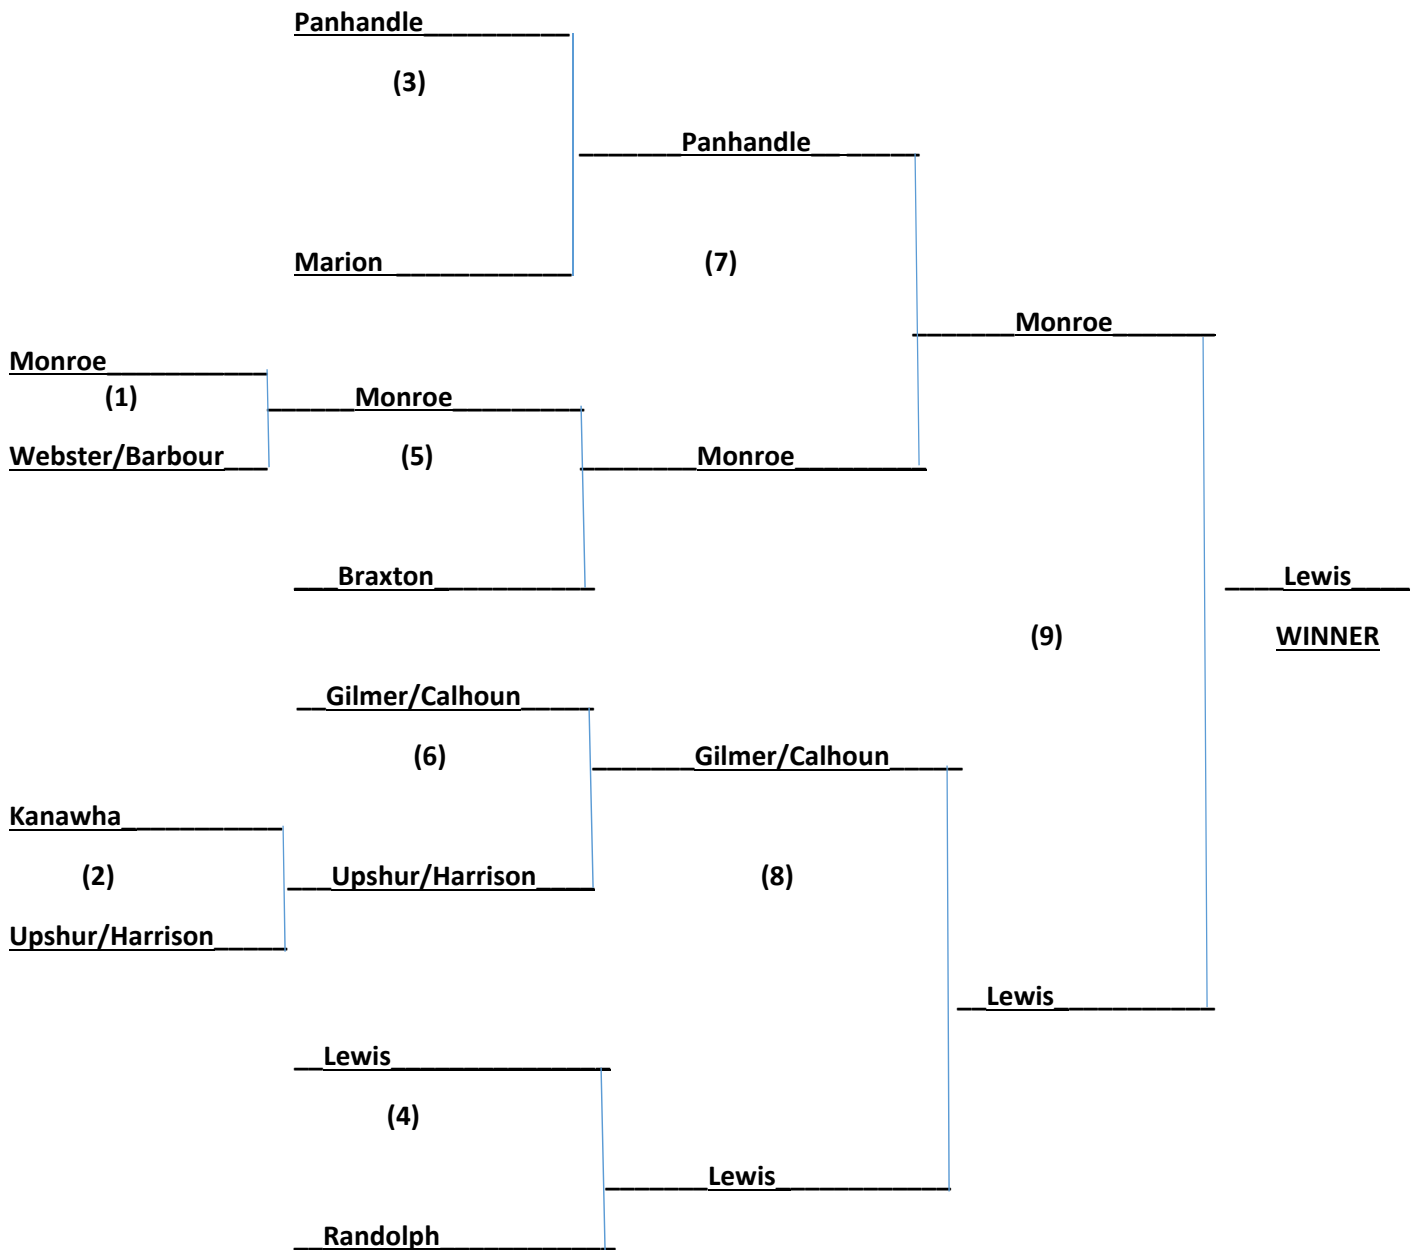 Panhandle
(3)
Panhandle
Marion
(7)
Monroe
Monroe
(1)
Monroe
Webster/Barbour
(5)
Monroe
Braxton
Lewis
(9)
WINNER
Gilmer/Calhoun
(6)
Gilmer/Calhoun
Kanawha
(2)
Upshur/Harrison
(8)
Upshur/Harrison
Lewis
Lewis
(4)
Lewis
Randolph